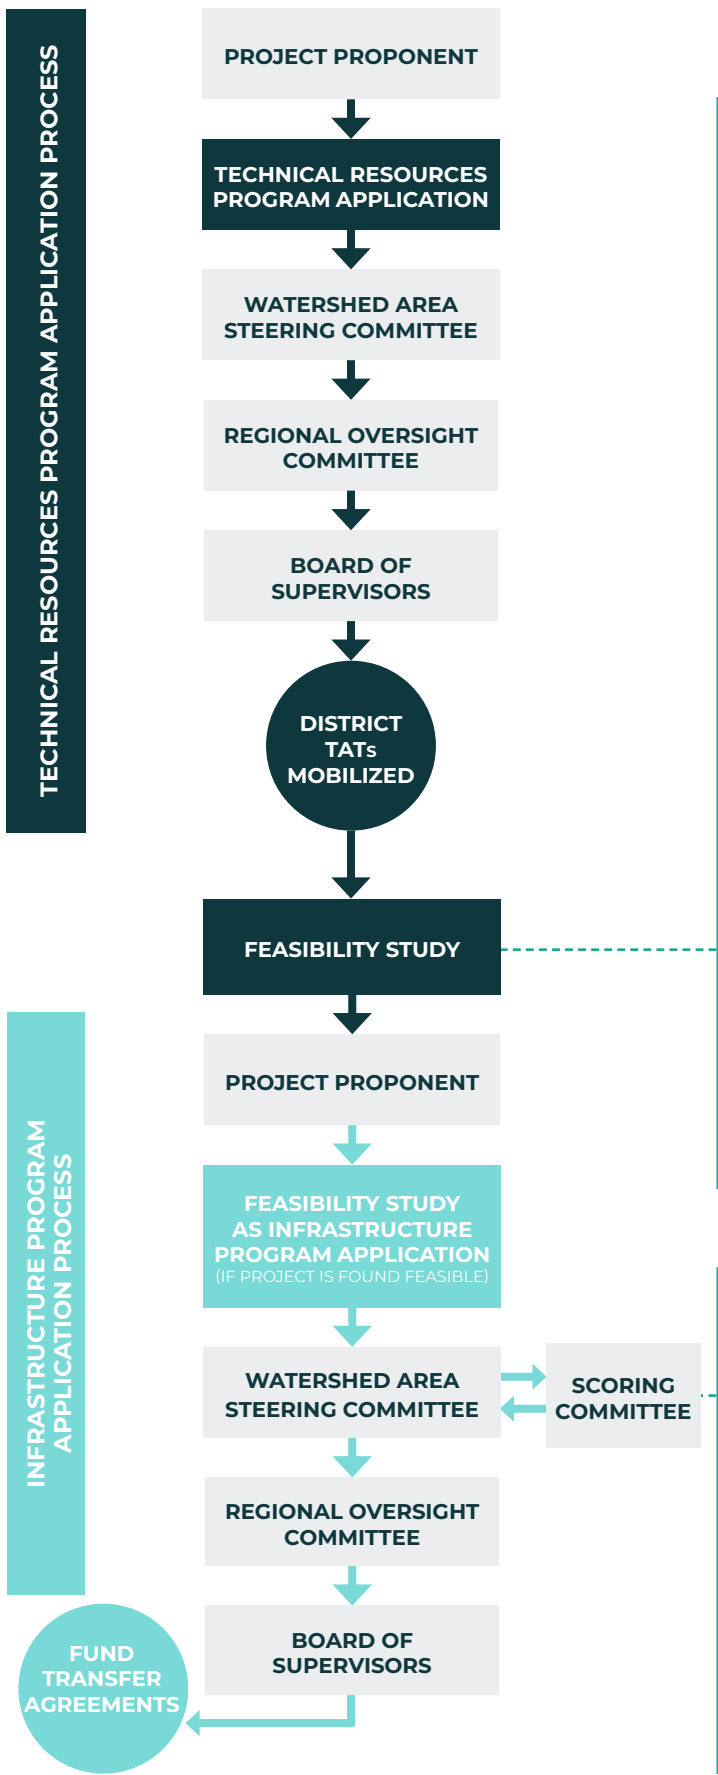 TECHNICAL RESOURCES PROGRAM APPLICATION PROCESS
PROJECT PROPONENT
TECHNICAL RESOURCES
PROGRAM APPLICATION
WATERSHED AREA
STEERING COMMITTEE
REGIONAL OVERSIGHT
COMMITTEE
BOARD OF
SUPERVISORS
DISTRICT
TATs
MOBILIZED
FEASIBILITY STUDY
INFRASTRUCTURE PROGRAM
APPLICATION PROCESS
PROJECT PROPONENT
FEASIBILITY STUDY
AS INFRASTRUCTURE
PROGRAM APPLICATION
(IF PROJECT IS FOUND FEASIBLE)
WATERSHED AREA
STEERING COMMITTEE
SCORING
COMMITTEE
REGIONAL OVERSIGHT
COMMITTEE
BOARD OF
SUPERVISORS
FUND
TRANSFER
AGREEMENTS